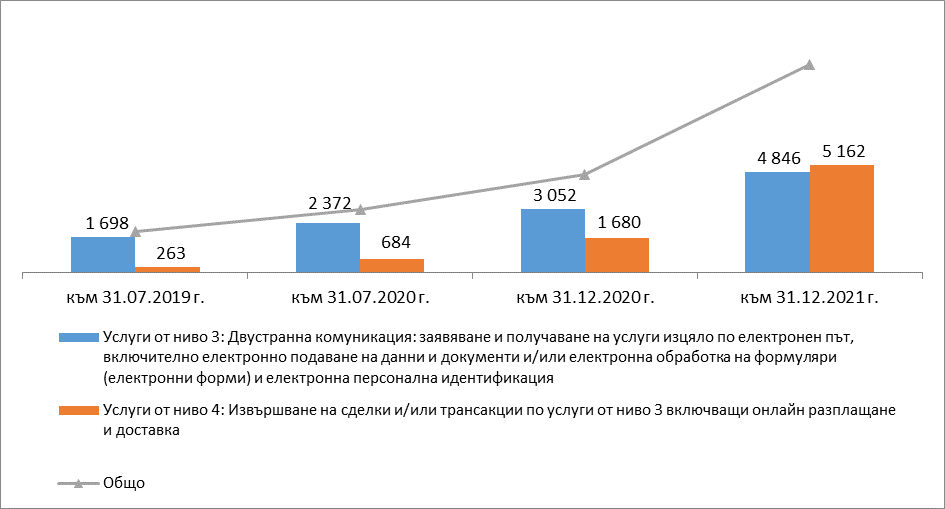 4 846
5 162
3 052
2 372
1 698
1 680
684
263
към 31.07.2019 г.
към 31.07.2020 г.
към 31.12.2020 г.
към 31.12.2021 г.
Услуги от ниво 3: Двустранна комуникация: заявяване и получаване на услуги изцяло по електронен път,
включително електронно подаване на данни и документи и/или електронна обработка на формуляри
(електронни форми) и електронна персонална идентификация
Услуги от ниво 4: Извършване на сделки и/или трансакции по услуги от ниво 3 включващи онлайн разплащане
и доставка
Общо